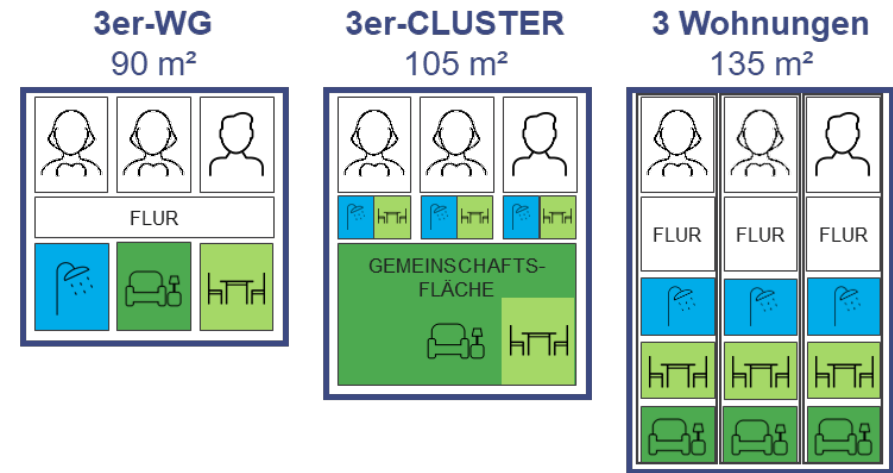 3er-WG
90 m²
3er-CLUSTER
105 m²
3 Wohnungen
135 m²
FLUR
GEMEINSCHAFTS-
FLÄCHE
FLUR
FLUR
FLUR